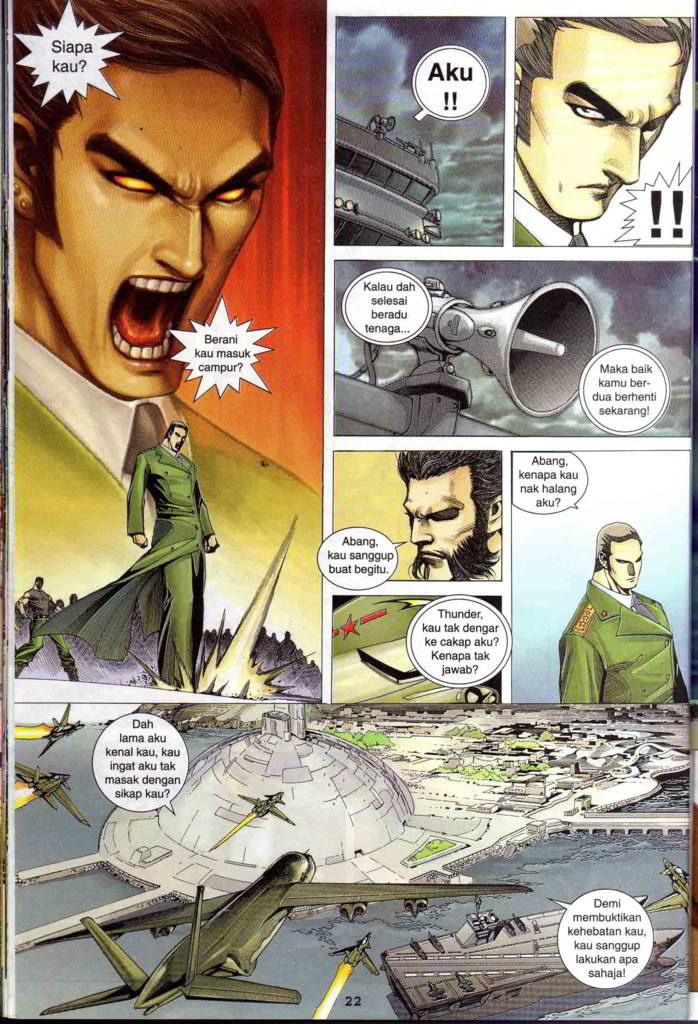 Siapa
kau?
Berani
kau masuk
campur?
Aku
!!
!!
Kalau dah
selesai
beradu
tenaga...
Maka baik
kamu ber-
dua berhenti
sekarang!
Abang,
kau sanggup
buat begitu.
Abang,
kenapa kau
nak halang
aku?
Thunder,
kau tak dengar
ke cakap aku?
Kenapa tak
jawab?
Dah
lama aku
kenal kau, kau
ingat aku tak
masak dengan
sikap kau?
Demi
membuktikan
kehebatan kau,
kau sanggup
lakukan apa
sahaja!
22